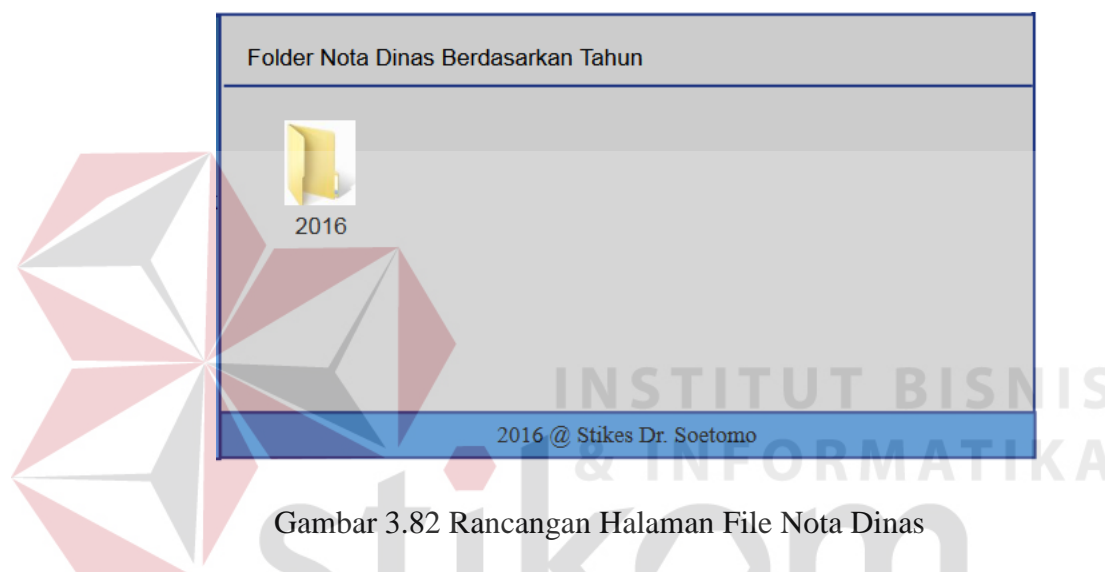 Folder Nota Dinas Berdasarkan Tahun
2016
INSTITUT BISNIS
2016 @ Stikes Dr. Soetomo
& INFORMATIKA
Gambar 3.82 Rancangan Halaman File Nota Dinas
stikom